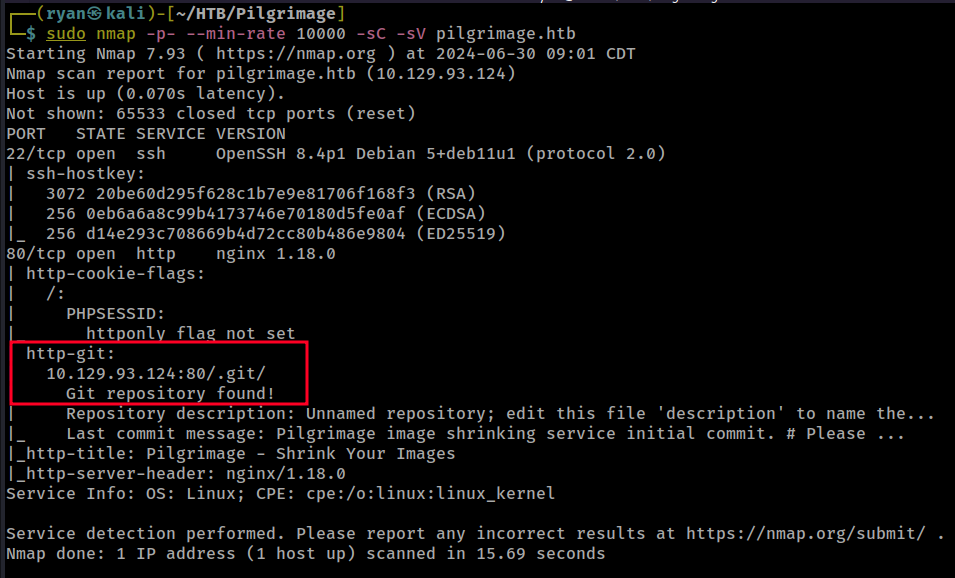 (ryan㉿kali)-[~/HTB/Pilgrimage]
$ sudo nmap -p- --min-rate 10000 -sC -sV pilgrimage.htb
Starting Nmap 7.93 ( https://nmap.org ) at 2024-06-30 09:01 CDT
Nmap scan report for pilgrimage.htb (10.129.93.124)
Host is up (0.070s latency).
Not shown: 65533 closed tcp ports (reset)
PORT   STATE SERVICE VERSION
22/tcp open  ssh     OpenSSH 8.4p1 Debian 5+deb11u1 (protocol 2.0)
| ssh-hostkey:
|   3072 20be60d295f628c1b7e9e81706f168f3 (RSA)
|   256 0eb6a6a8c99b4173746e70180d5fe0af (ECDSA)
|_  256 d14e293c708669b4d72cc80b486e9804 (ED25519)
80/tcp open  http    nginx 1.18.0
| http-cookie-flags:
|   /:
|     PHPSESSID:
|_      httponly flag not set
http-git:
10.129.93.124:80/.git/
Git repository found!
|     Repository description: Unnamed repository; edit this file 'description' to name the...
|_    Last commit message: Pilgrimage image shrinking service initial commit. # Please ...
|_http-title: Pilgrimage - Shrink Your Images
|_http-server-header: nginx/1.18.0
Service Info: OS: Linux; CPE: cpe:/o:linux:linux_kernel
Service detection performed. Please report any incorrect results at https://nmap.org/submit/ .
Nmap done: 1 IP address (1 host up) scanned in 15.69 seconds